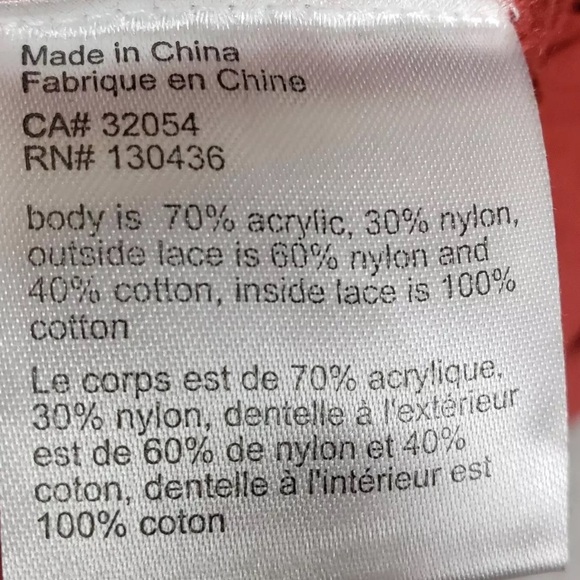 Made in China
Fabrique en Chine
CA# 32054
RN# 130436
body is 70% acrylic, 30% nylon,
outside lace is 60% nylon and
40% cotton, inside lace is 100%
cotton
Le corps est de 70% acrylique,
30% nylon, dentelle à l'extérieur
est de 60% de nylon et 40%
coton, dentelle à l'intérieur est
100% coton